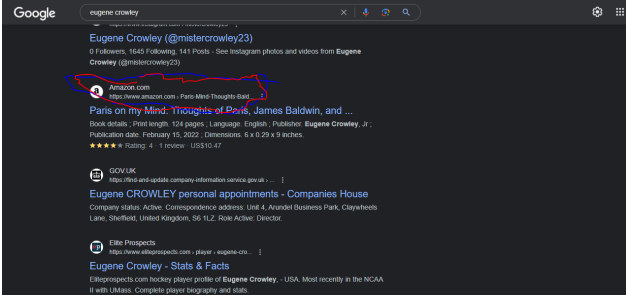 Google
eugene crowley
Eugene Crowley (@mistercrowley23)
0 Followers, 1645 Following, 141 Posts - See Instagram photos and videos from Eugene
Crowley (@mistercrowley23)
Amazon.com
https://www.amazon.com › Paris-Mind-Thoughts-Bald...
Paris on my Mind: Thoughts of Paris, James Baldwin, and ...
Book details ; Print length. 124 pages ; Language. English ; Publisher. Eugene Crowley, Jr ;
Publication date. February 15, 2022 ; Dimensions. 6 x 0.29 x 9 inches.
★★★★★ Rating: 4 · 1 review · US$10.47
GOV.UK
https://find-and-update.company-information.service.gov.uk › ...
Eugene CROWLEY personal appointments - Companies House
Company status: Active. Correspondence address: Unit 4, Arundel Business Park, Claywheels
Lane, Sheffield, United Kingdom, S6 1LZ. Role Active: Director.
Elite Prospects
https://www.eliteprospects.com › player › eugene-cro...
Eugene Crowley - Stats & Facts
Eliteprospects.com hockey player profile of Eugene Crowley, - USA. Most recently in the NCAA
II with UMass. Complete player biography and stats.